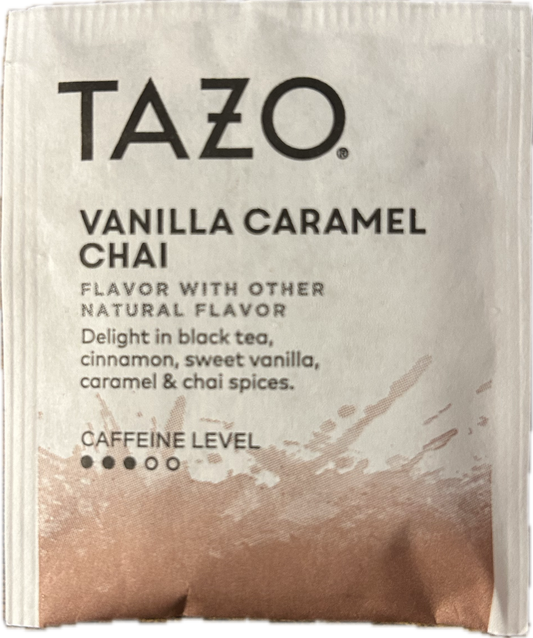 TAZO®
VANILLA CARAMEL
CHAI
FLAVOR WITH OTHER
NATURAL FLAVOR
Delight in black tea,
cinnamon, sweet vanilla,
caramel & chai spices.
CAFFEINE LEVEL